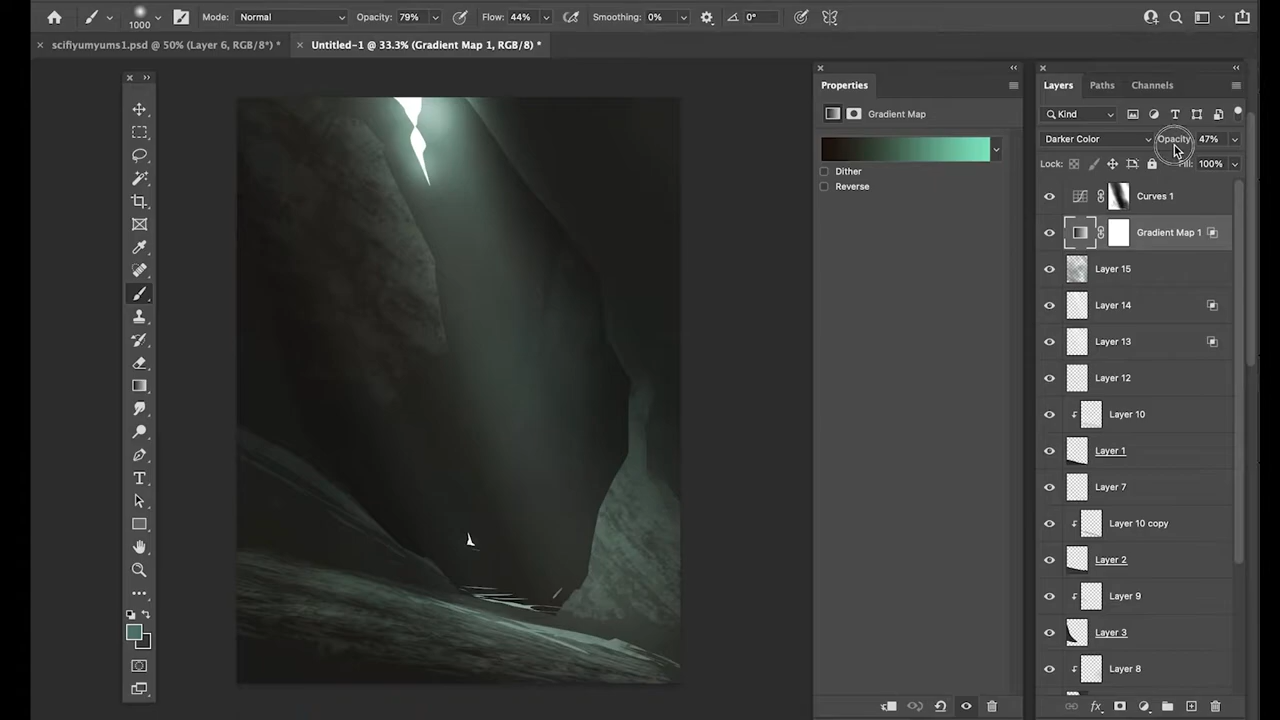 1000 Mode: Normal Opacity: 79% Flow: 44% Smoothing: 0% 0°
scifiyumyums1.psd @ 50% (Layer 6, RGB/8*) *
Untitled-1 @ 33.3% (Gradient Map 1, RGB/8) *
Properties
Gradient Map
Dither
Reverse
Layers Paths Channels
Kind
Darker Color Opacity 47%
Lock: Fill: 100%
Curves 1
Gradient Map 1
Layer 15
Layer 14
Layer 13
Layer 12
Layer 10
Layer 1
Layer 7
Layer 10 copy
Layer 2
Layer 9
Layer 3
Layer 8
fx